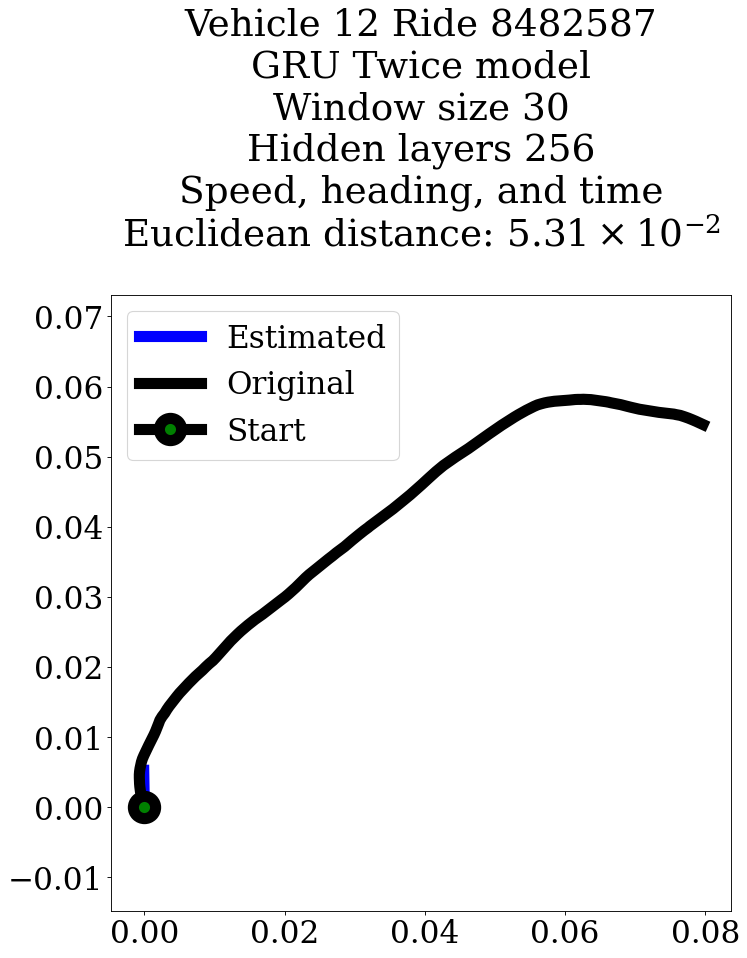 Vehicle 12 Ride 8482587
GRU Twice model
Window size 30
Hidden layers 256
Speed, heading, and time
Euclidean distance: 5.31 × 10⁻²
Estimated
Original
Start
0.07
0.06
0.05
0.04
0.03
0.02
0.01
0.00
−0.01
0.00 0.02 0.04 0.06 0.08